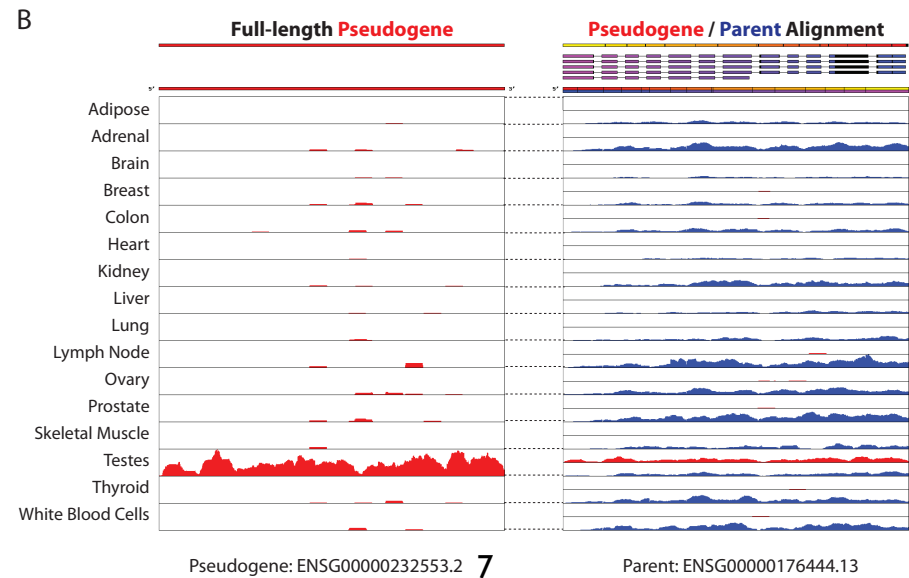 B
Full-length Pseudogene
Pseudogene / Parent Alignment
5'
3'
5'
Adipose
Adrenal
Brain
Breast
Colon
Heart
Kidney
Liver
Lung
Lymph Node
Ovary
Prostate
Skeletal Muscle
Testes
Thyroid
White Blood Cells
Pseudogene: ENSG00000232553.2
7
Parent: ENSG00000176444.13